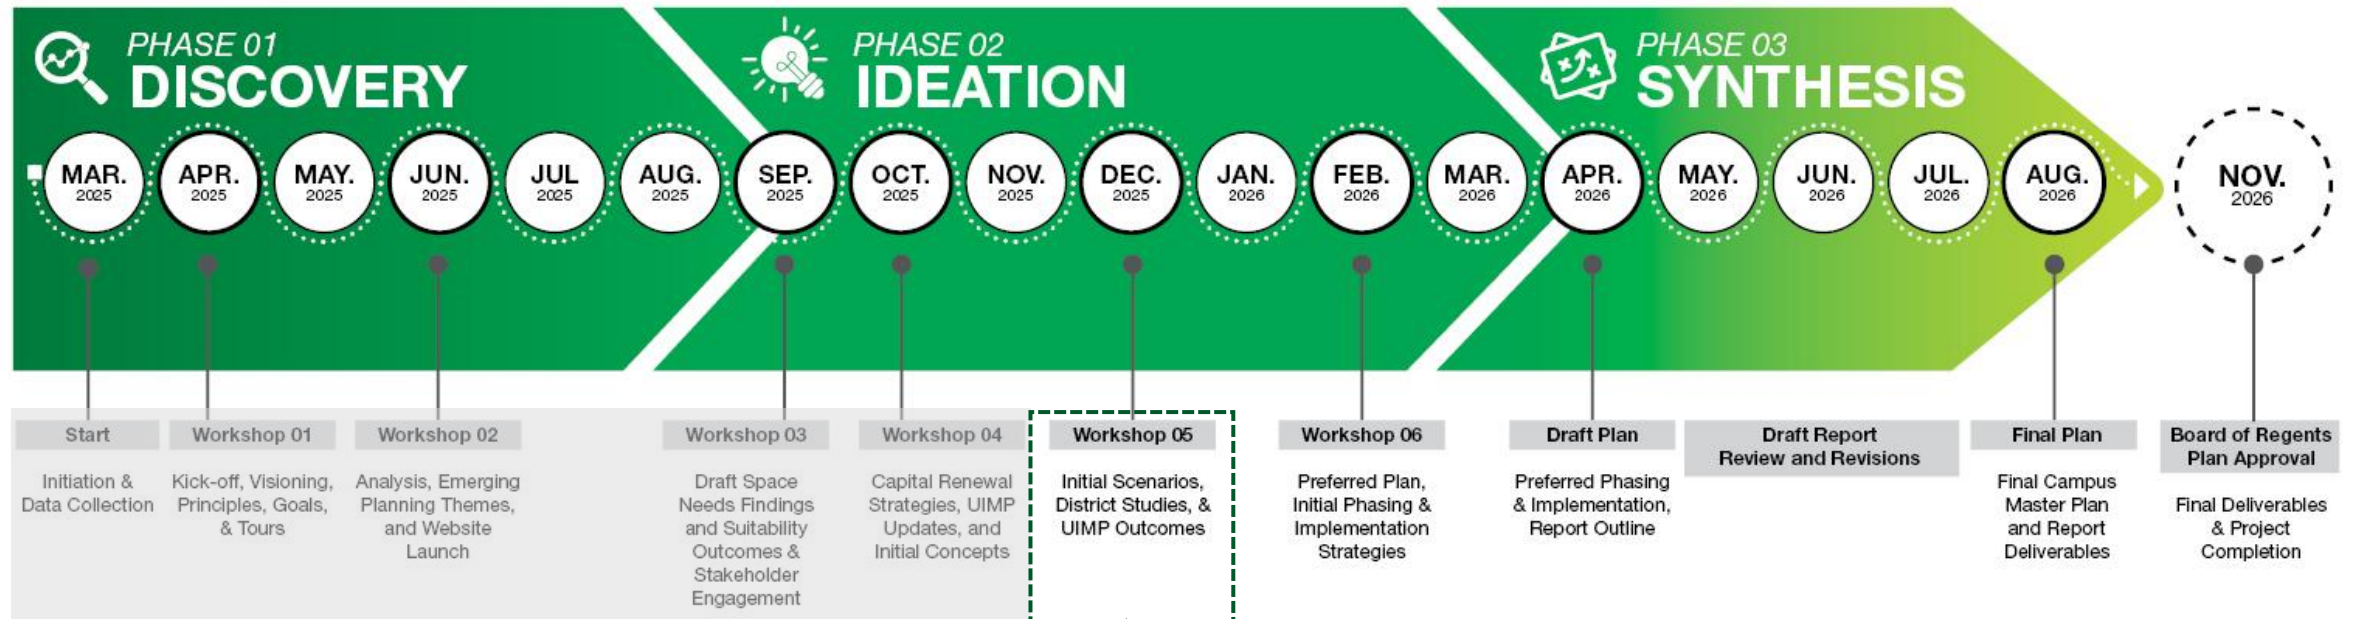 PHASE 01
DISCOVERY
PHASE 02
IDEATION
PHASE 03
SYNTHESIS
MAR.
2025
APR.
2025
MAY.
2025
JUN.
2025
JUL
2025
AUG.
2025
SEP.
2025
OCT.
2025
NOV.
2025
DEC.
2025
JAN.
2026
FEB.
2026
MAR.
2026
APR.
2026
MAY.
2026
JUN.
2026
JUL.
2026
AUG.
2026
NOV.
2026
Start
Initiation &
Data Collection
Workshop 01
Kick-off, Visioning,
Principles, Goals,
& Tours
Workshop 02
Analysis, Emerging
Planning Themes,
and Website
Launch
Workshop 03
Draft Space
Needs Findings
and Suitability
Outcomes &
Stakeholder
Engagement
Workshop 04
Capital Renewal
Strategies, UIMP
Updates, and
Initial Concepts
Workshop 05
Initial Scenarios,
District Studies, &
UIMP Outcomes
Workshop 06
Preferred Plan,
Initial Phasing &
Implementation
Strategies
Draft Plan
Preferred Phasing
& Implementation,
Report Outline
Draft Report
Review and Revisions
Final Plan
Final Campus
Master Plan
and Report
Deliverables
Board of Regents
Plan Approval
Final Deliverables
& Project
Completion